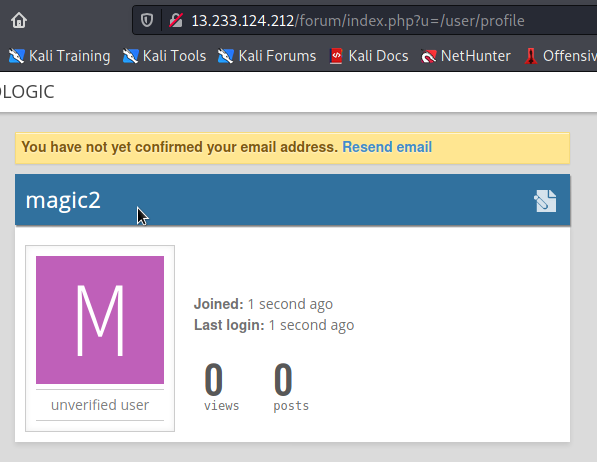 13.233.124.212/forum/index.php?u=/user/profile
Kali Training Kali Tools Kali Forums Kali Docs NetHunter Offensiv
OLOGIC
You have not yet confirmed your email address. Resend email
magic2
M
Joined: 1 second ago
Last login: 1 second ago
0 0
views posts
unverified user